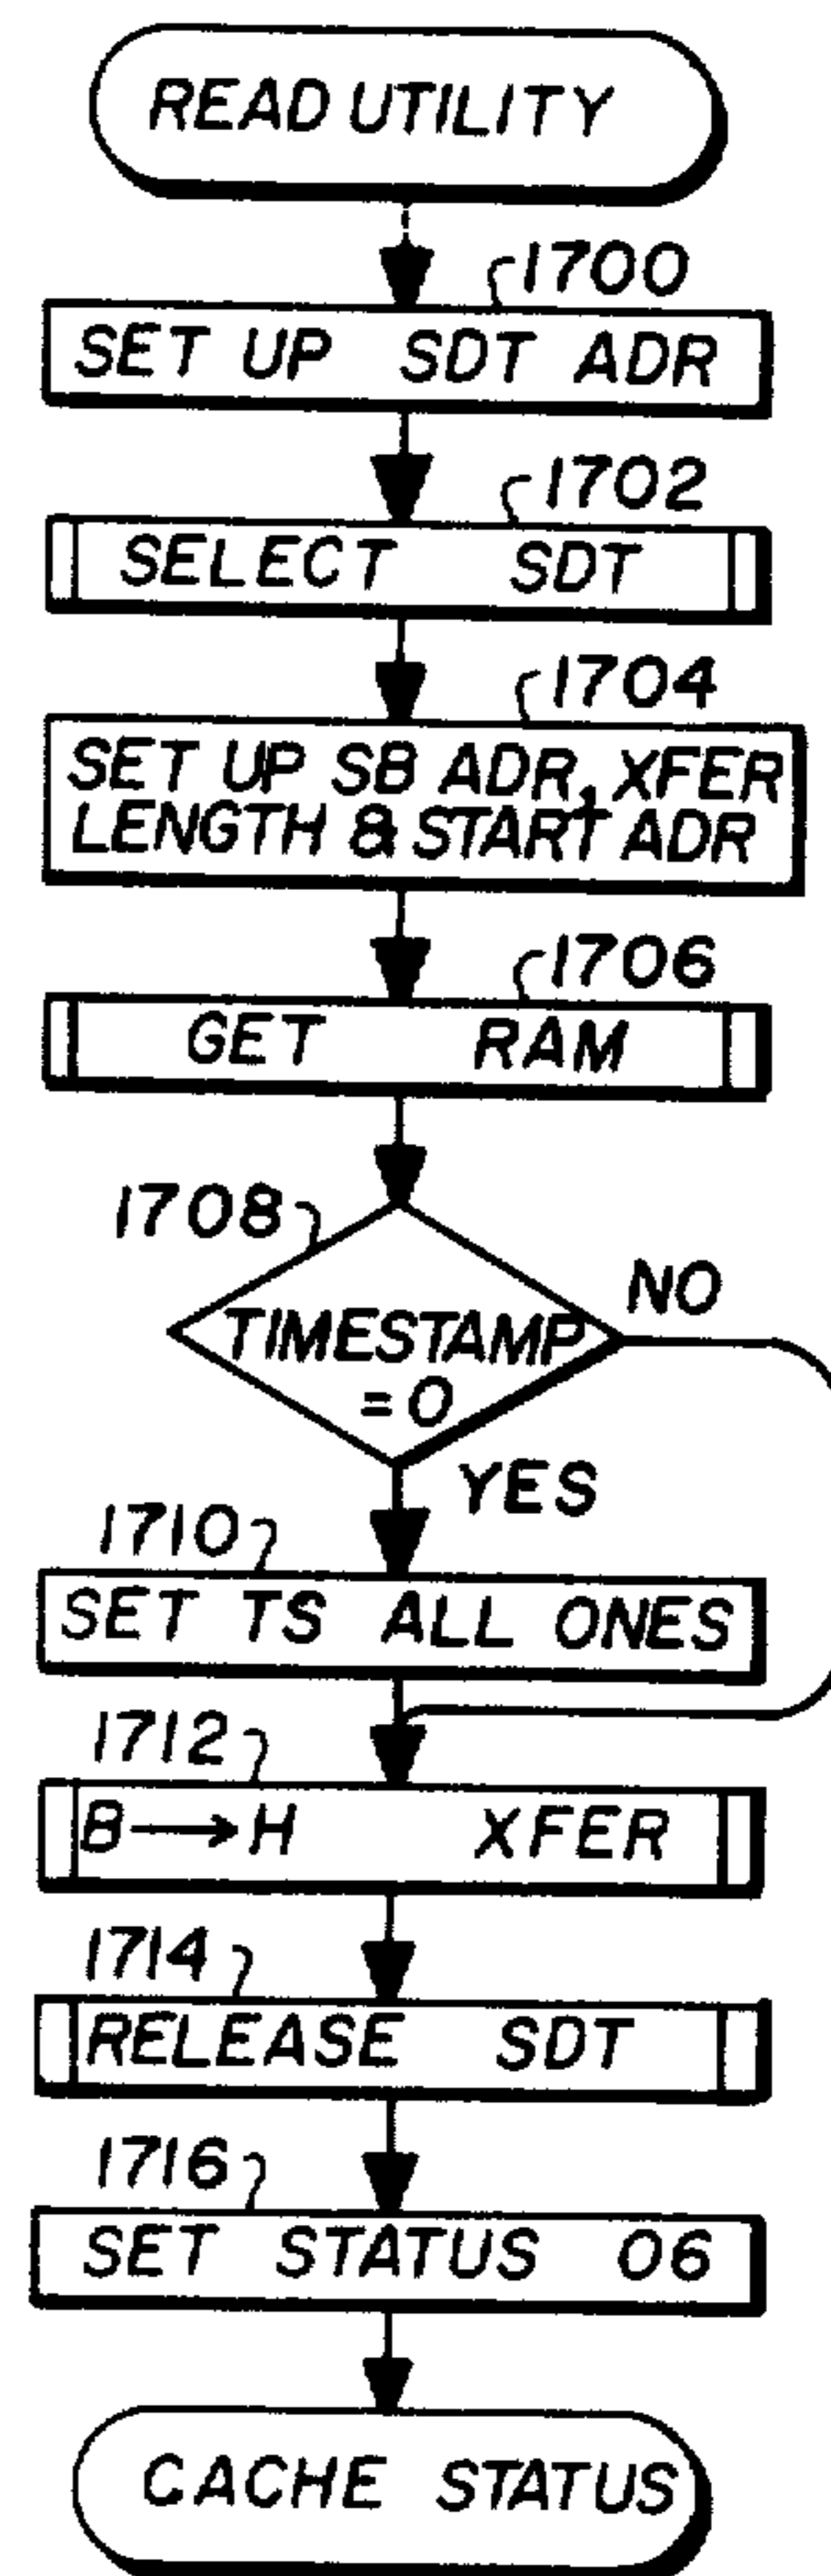 READ UTILITY
1700
SET UP SDT ADR
1702
SELECT SDT
1704
SET UP SB ADR, XFER
LENGTH & START ADR
1706
GET RAM
1708
NO
TIMESTAMP
=0
YES
1710
SET TS ALL ONES
1712
B→H XFER
1714
RELEASE SDT
1716
SET STATUS 06
CACHE STATUS